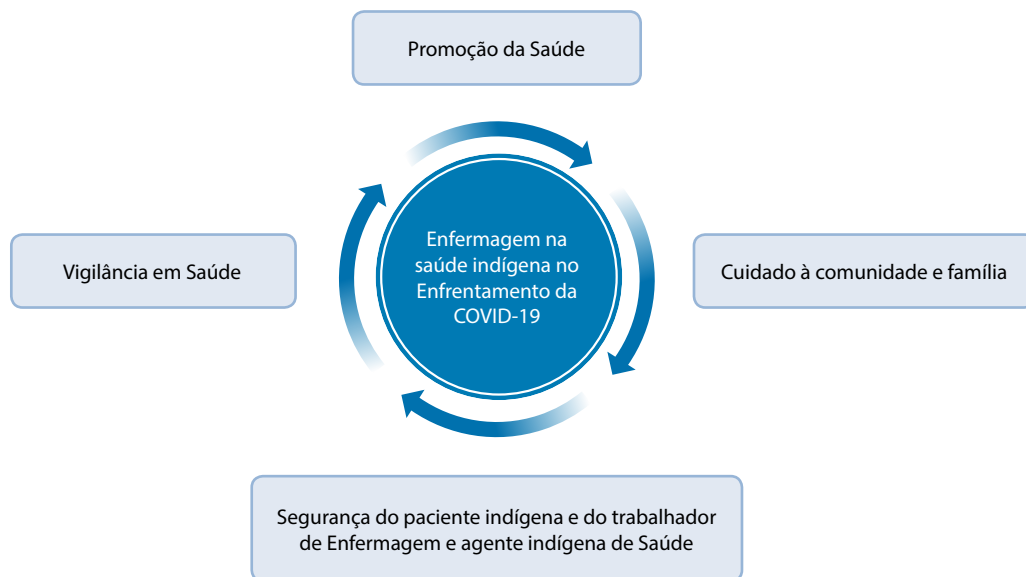 Promoção da Saúde
Enfermagem na
saúde indígena no
Enfrentamento da
COVID-19
Vigilância em Saúde
Cuidado à comunidade e família
Segurança do paciente indígena e do trabalhador
de Enfermagem e agente indígena de Saúde